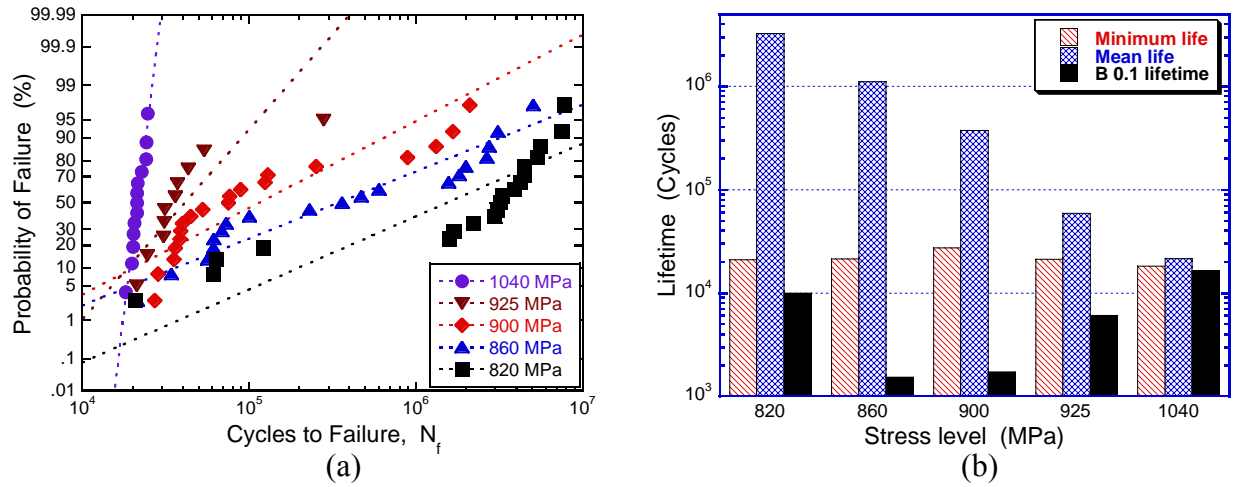 99.99
99.9
99
95
90
80
70
50
30
20
10
5
1
.1
.01
Probability of Failure (%)
10^4
10^5
10^6
10^7
Cycles to Failure, N_f
1040 MPa
925 MPa
900 MPa
860 MPa
820 MPa
(a)
Minimum life
Mean life
B 0.1 lifetime
10^6
10^5
10^4
10^3
Lifetime (Cycles)
820
860
900
925
1040
Stress level (MPa)
(b)